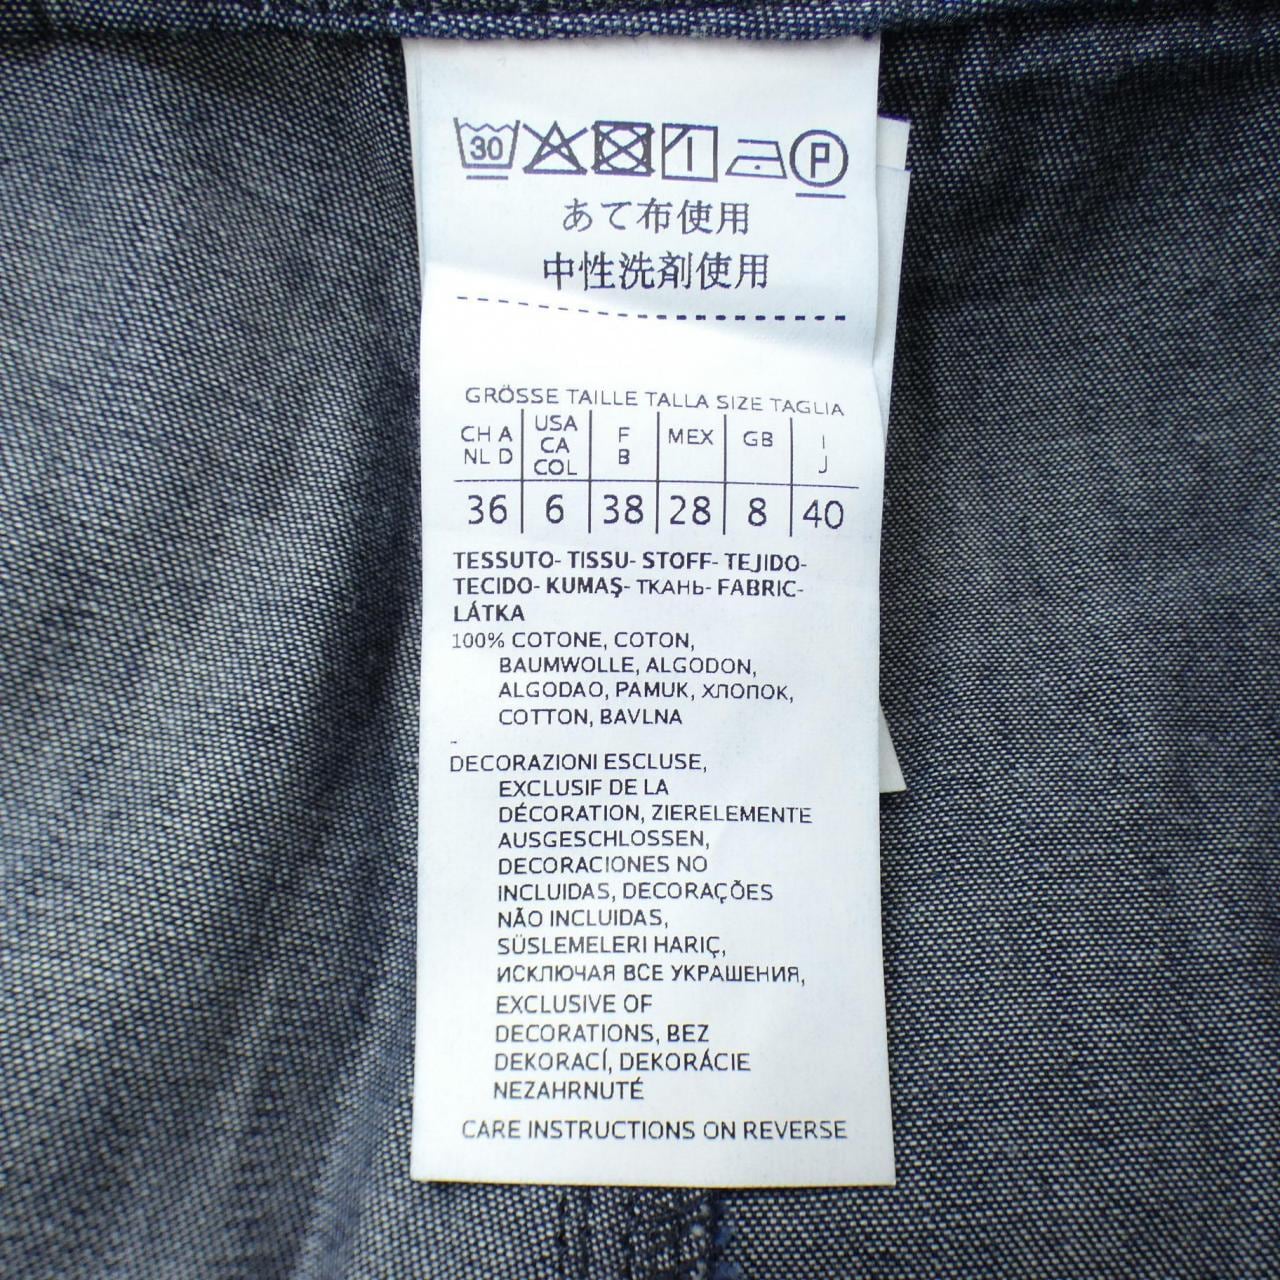 30 P
あて布使用
中性洗剤使用
GRÖSSE TAILLE TALLA SIZE TAGLIA
CH A NL D USA CA COL F B MEX GB I J
36 6 38 28 8 40
TESSUTO- TISSU- STOFF- TEJIDO-
TECIDO- KUMAŞ- ТКАНЬ- FABRIC-
LÁTKA
100% COTONE, COTON,
BAUMWOLLE, ALGODON,
ALGODAO, PAMUK, ХЛОПОК,
COTTON, BAVLNA
-
DECORAZIONI ESCLUSE,
EXCLUSIF DE LA
DÉCORATION, ZIERELEMENTE
AUSGESCHLOSSEN,
DECORACIONES NO
INCLUIDAS, DECORAÇÕES
NÃO INCLUIDAS,
SÜSLEMELERI HARIÇ,
ИСКЛЮЧАЯ ВСЕ УКРАШЕНИЯ,
EXCLUSIVE OF
DECORATIONS, BEZ
DEKORACÍ, DEKORÁCIE
NEZAHRNUTÉ
CARE INSTRUCTIONS ON REVERSE